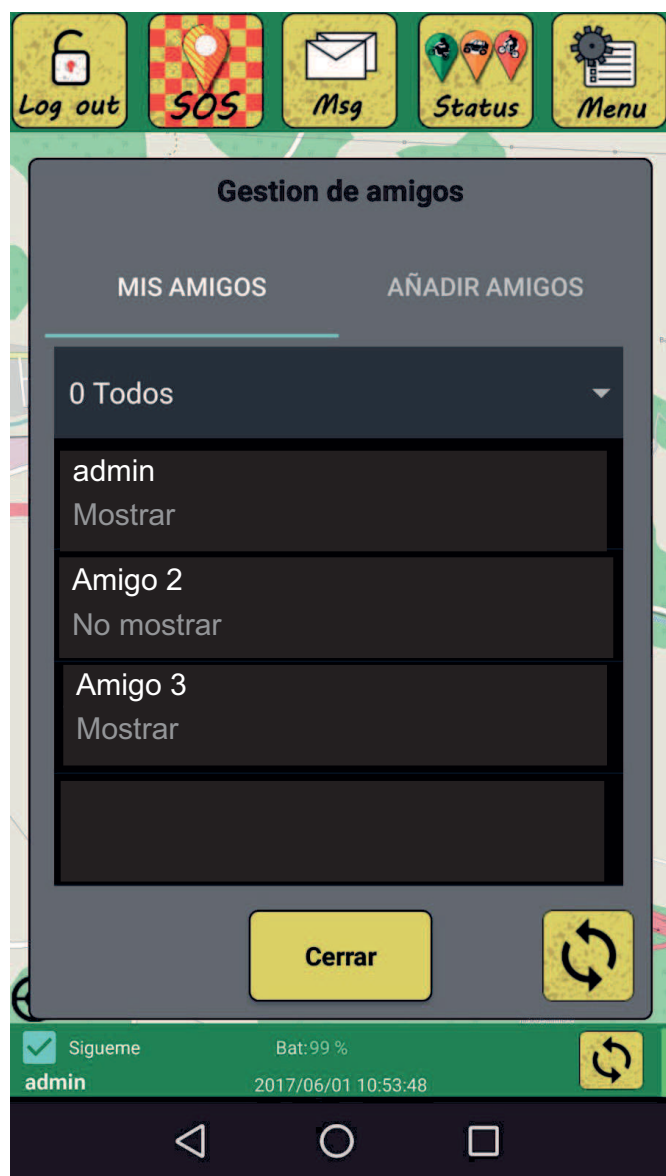 Log out
SOS
Msg
Status
Menu
Gestion de amigos
MIS AMIGOS
AÑADIR AMIGOS
0 Todos
admin
Mostrar
Amigo 2
No mostrar
Amigo 3
Mostrar
Cerrar
Sigueme
Bat:99 %
admin
2017/06/01 10:53:48